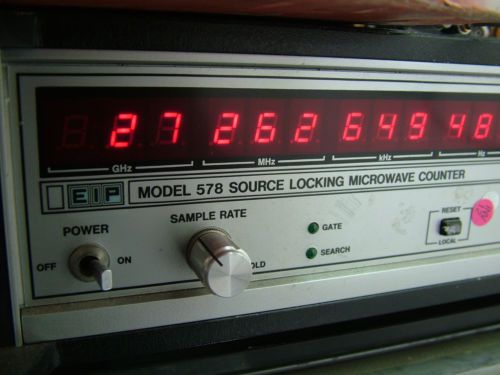 27 262 649 48
GHz MHz kHz Hz
EIP MODEL 578 SOURCE LOCKING MICROWAVE COUNTER
POWER
OFF ON
SAMPLE RATE
OLD
GATE
SEARCH
RESET
LOCAL